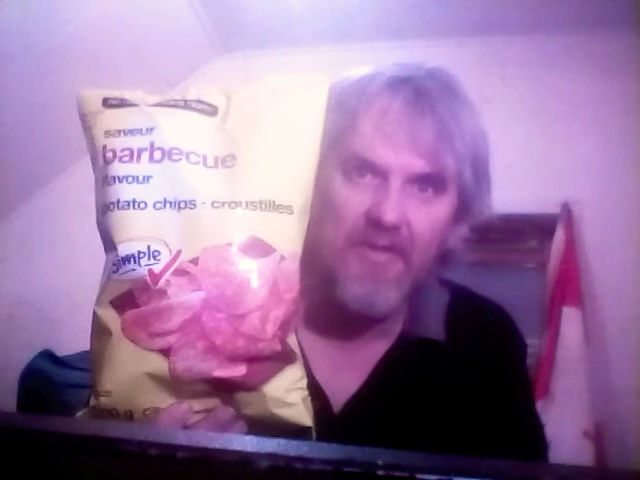 saveur
barbecue
flavour
potato chips - croustilles
simple